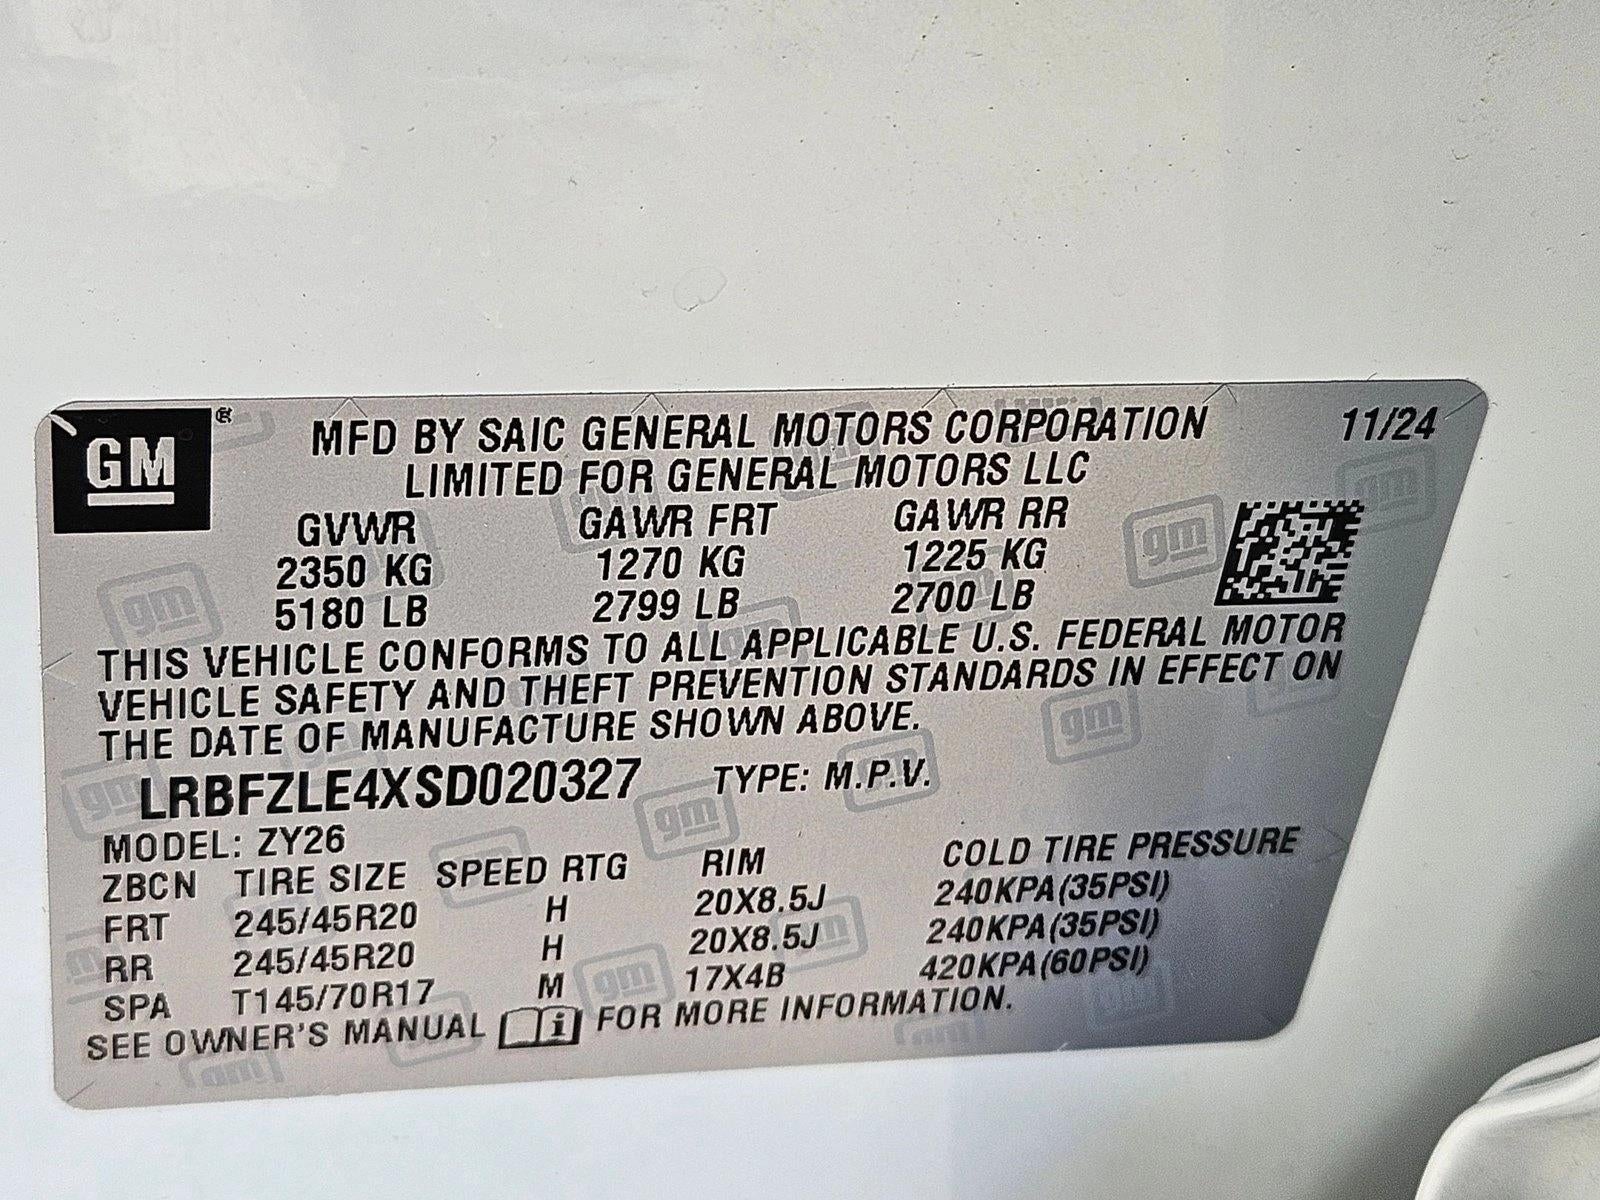 GM ®
MFD BY SAIC GENERAL MOTORS CORPORATION 11/24
LIMITED FOR GENERAL MOTORS LLC
GVWR GAWR FRT GAWR RR
2350 KG 1270 KG 1225 KG
5180 LB 2799 LB 2700 LB
THIS VEHICLE CONFORMS TO ALL APPLICABLE U.S. FEDERAL MOTOR
VEHICLE SAFETY AND THEFT PREVENTION STANDARDS IN EFFECT ON
THE DATE OF MANUFACTURE SHOWN ABOVE.
LRBFZLE4XSD020327 TYPE: M.P.V.
MODEL: ZY26
ZBCN TIRE SIZE SPEED RTG RIM COLD TIRE PRESSURE
FRT 245/45R20 H 20X8.5J 240KPA(35PSI)
RR 245/45R20 H 20X8.5J 240KPA(35PSI)
SPA T145/70R17 M 17X4B 420KPA(60PSI)
SEE OWNER'S MANUAL i FOR MORE INFORMATION.